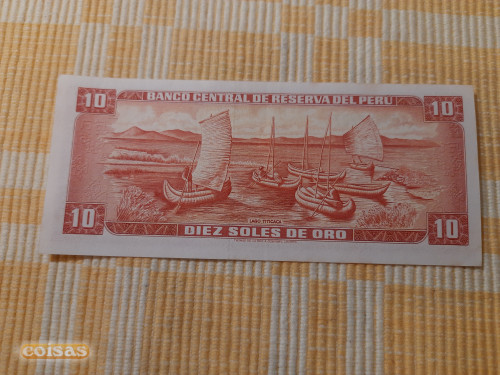 10 BANCO CENTRAL DE RESERVA DEL PERU 10
LAGO TITICACA
10 DIEZ SOLES DE ORO 10
coisas